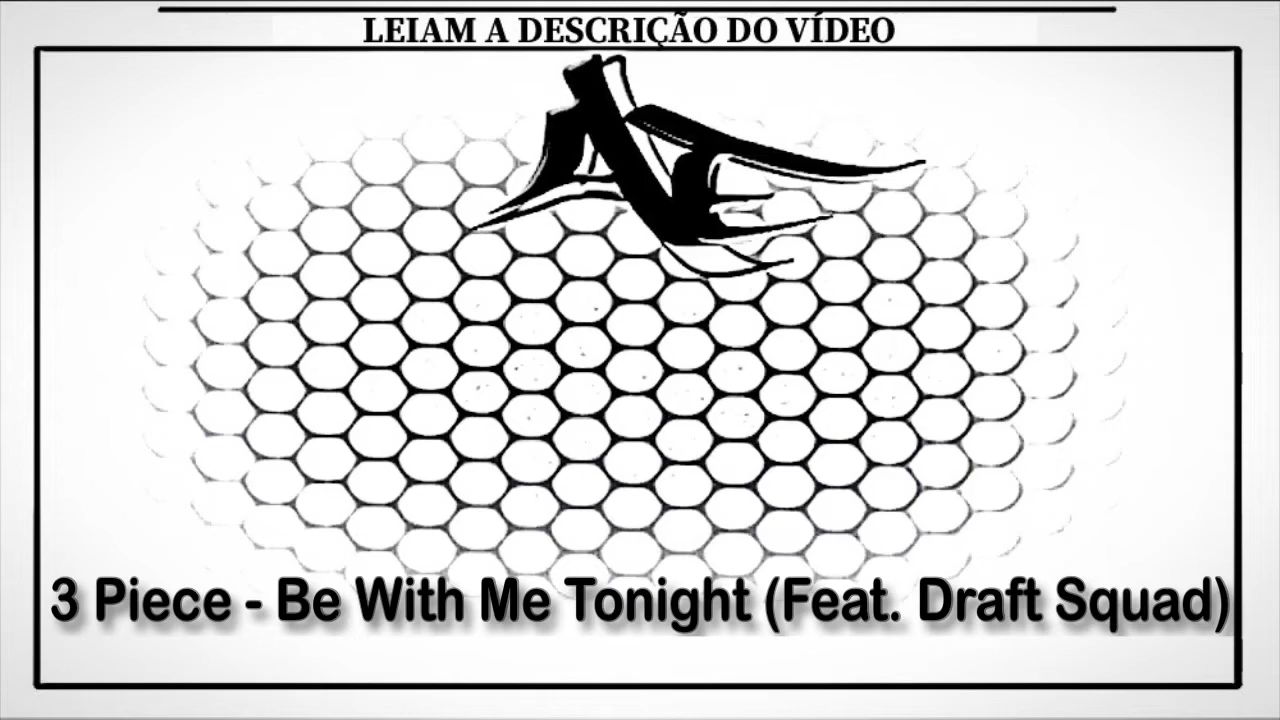 LEIAM A DESCRIÇÃO DO VÍDEO
3 Piece - Be With Me Tonight (Feat. Draft Squad)